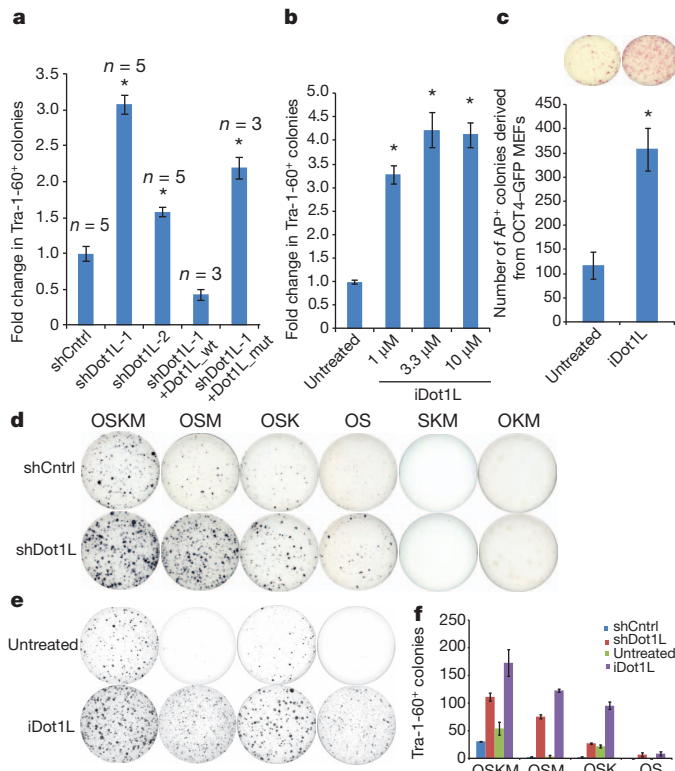 a
Fold change in Tra-1-60+ colonies
3.5
3.0
2.5
2.0
1.5
1.0
0.5
0
n = 5
n = 5
*
n = 5
*
n = 3
n = 3
*
shCntrl
shDot1L-1
shDot1L-2
shDot1L-1
+Dot1L_wt
shDot1L-1
+Dot1L_mut
b
Fold change in Tra-1-60+ colonies
5.0
4.5
4.0
3.5
3.0
2.5
2.0
1.5
1.0
0.5
0
*
*
*
Untreated
1 μM
3.3 μM
10 μM
iDot1L
c
Number of AP+ colonies derived
from OCT4–GFP MEFs
450
400
350
300
250
200
150
100
50
0
*
Untreated
iDot1L
d
OSKM OSM OSK OS SKM OKM
shCntrl
shDot1L
e
Untreated
iDot1L
f
Tra-1-60+ colonies
250
200
150
100
50
0
shCntrl
shDot1L
Untreated
iDot1L
OSKM OSM OSK OS